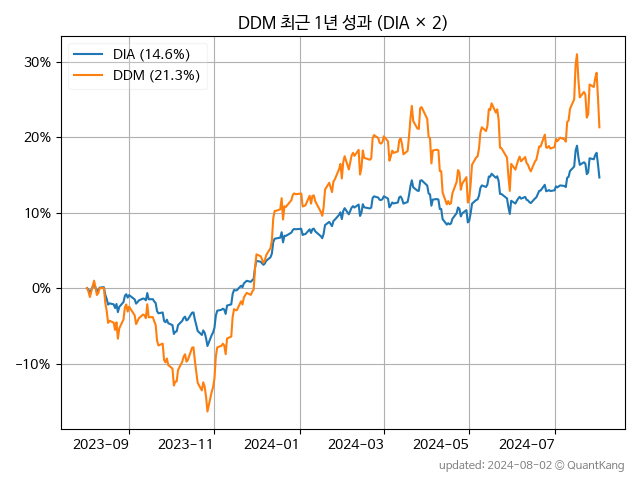 DDM 최근 1년 성과 (DIA × 2)
DIA (14.6%)
DDM (21.3%)
30%
20%
10%
0%
−10%
2023-09 2023-11 2024-01 2024-03 2024-05 2024-07
updated: 2024-08-02 © QuantKang